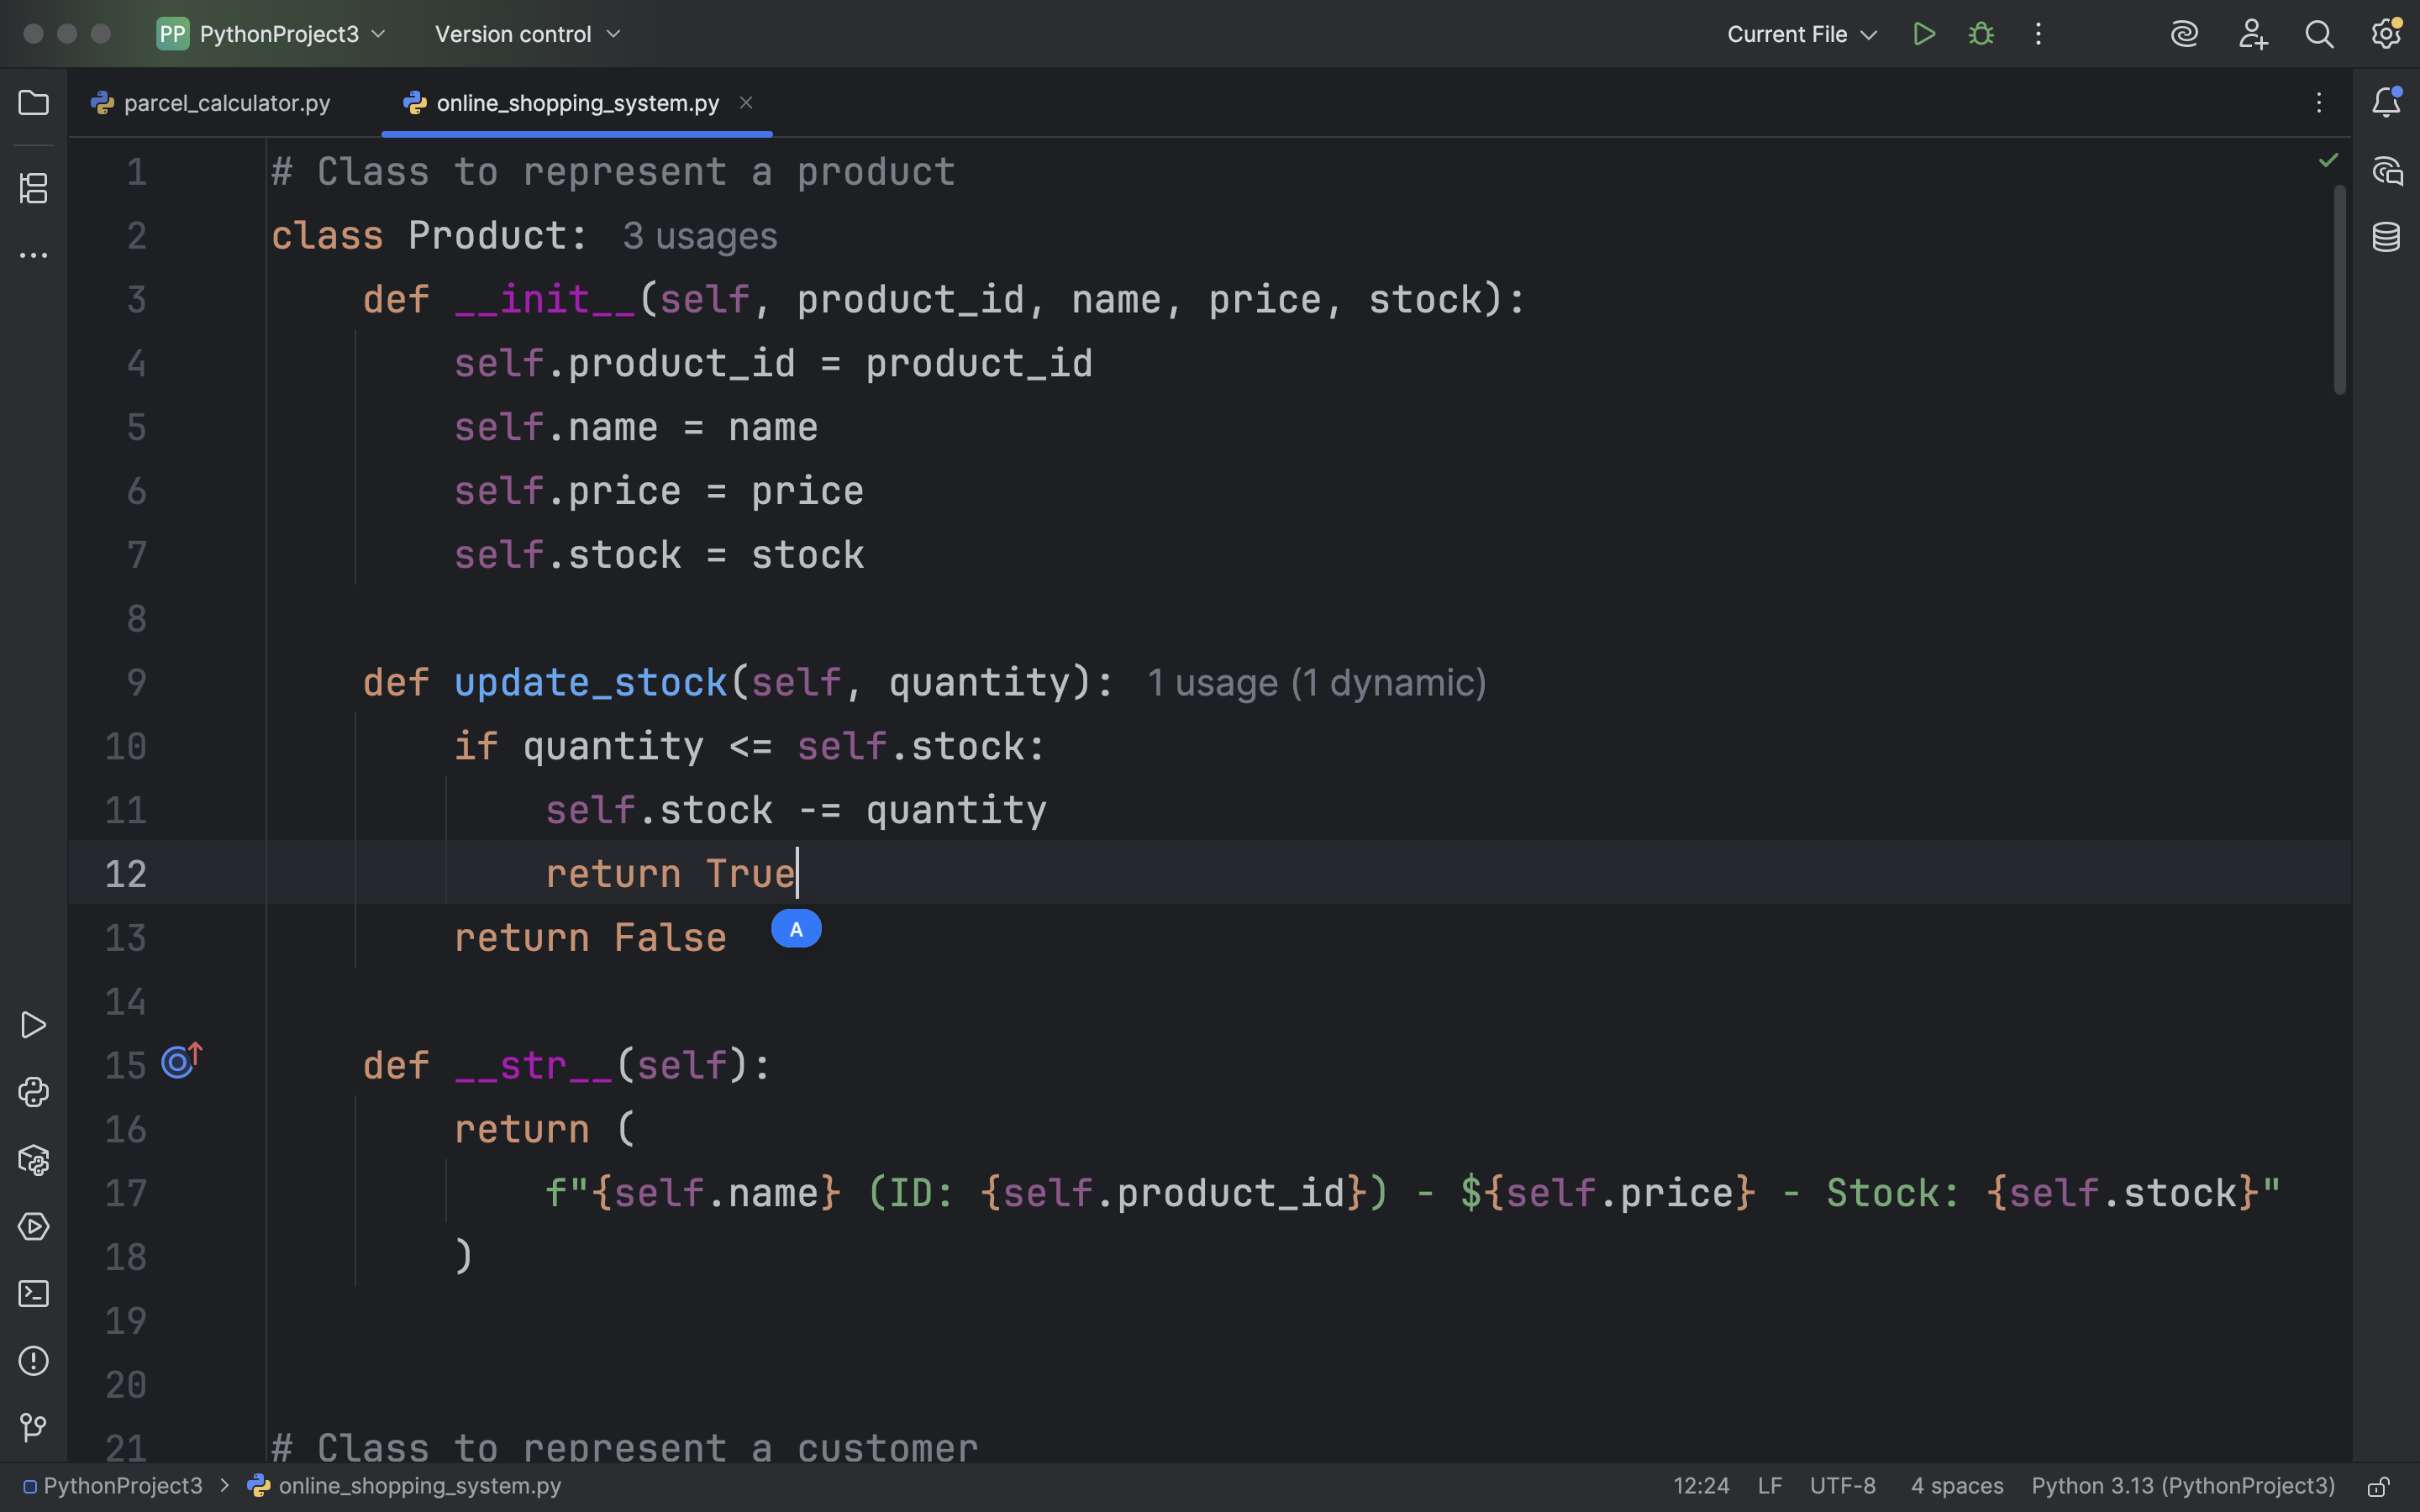 PP PythonProject3 Version control Current File
parcel_calculator.py online_shopping_system.py
1 # Class to represent a product
2 class Product: 3 usages
3 def __init__(self, product_id, name, price, stock):
4 self.product_id = product_id
5 self.name = name
6 self.price = price
7 self.stock = stock
8
9 def update_stock(self, quantity): 1 usage (1 dynamic)
10 if quantity <= self.stock:
11 self.stock -= quantity
12 return True
13 return False A
14
15 def __str__(self):
16 return (
17 f"{self.name} (ID: {self.product_id}) - ${self.price} - Stock: {self.stock}"
18 )
19
20
21 # Class to represent a customer
PythonProject3 > online_shopping_system.py 12:24 LF UTF-8 4 spaces Python 3.13 (PythonProject3)